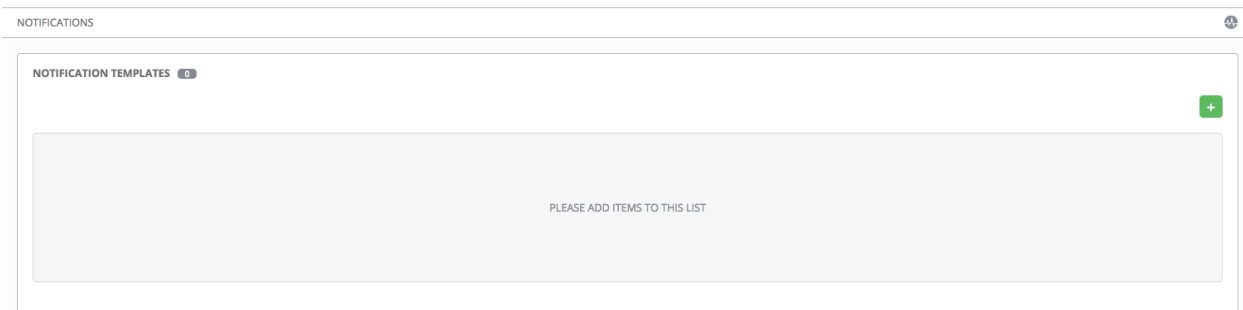 NOTIFICATIONS
NOTIFICATION TEMPLATES 0
+
PLEASE ADD ITEMS TO THIS LIST